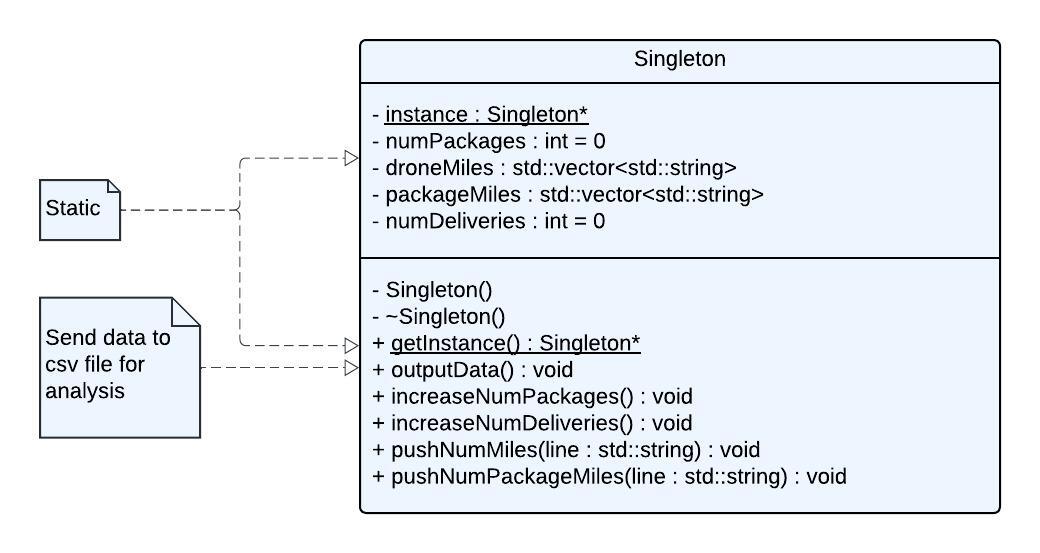 Singleton
- instance : Singleton*
- numPackages : int = 0
- droneMiles : std::vector<std::string>
- packageMiles : std::vector<std::string>
- numDeliveries : int = 0
Static
- Singleton()
- ~Singleton()
+ getInstance() : Singleton*
+ outputData() : void
+ increaseNumPackages() : void
+ increaseNumDeliveries() : void
+ pushNumMiles(line : std::string) : void
+ pushNumPackageMiles(line : std::string) : void
Send data to
csv file for
analysis